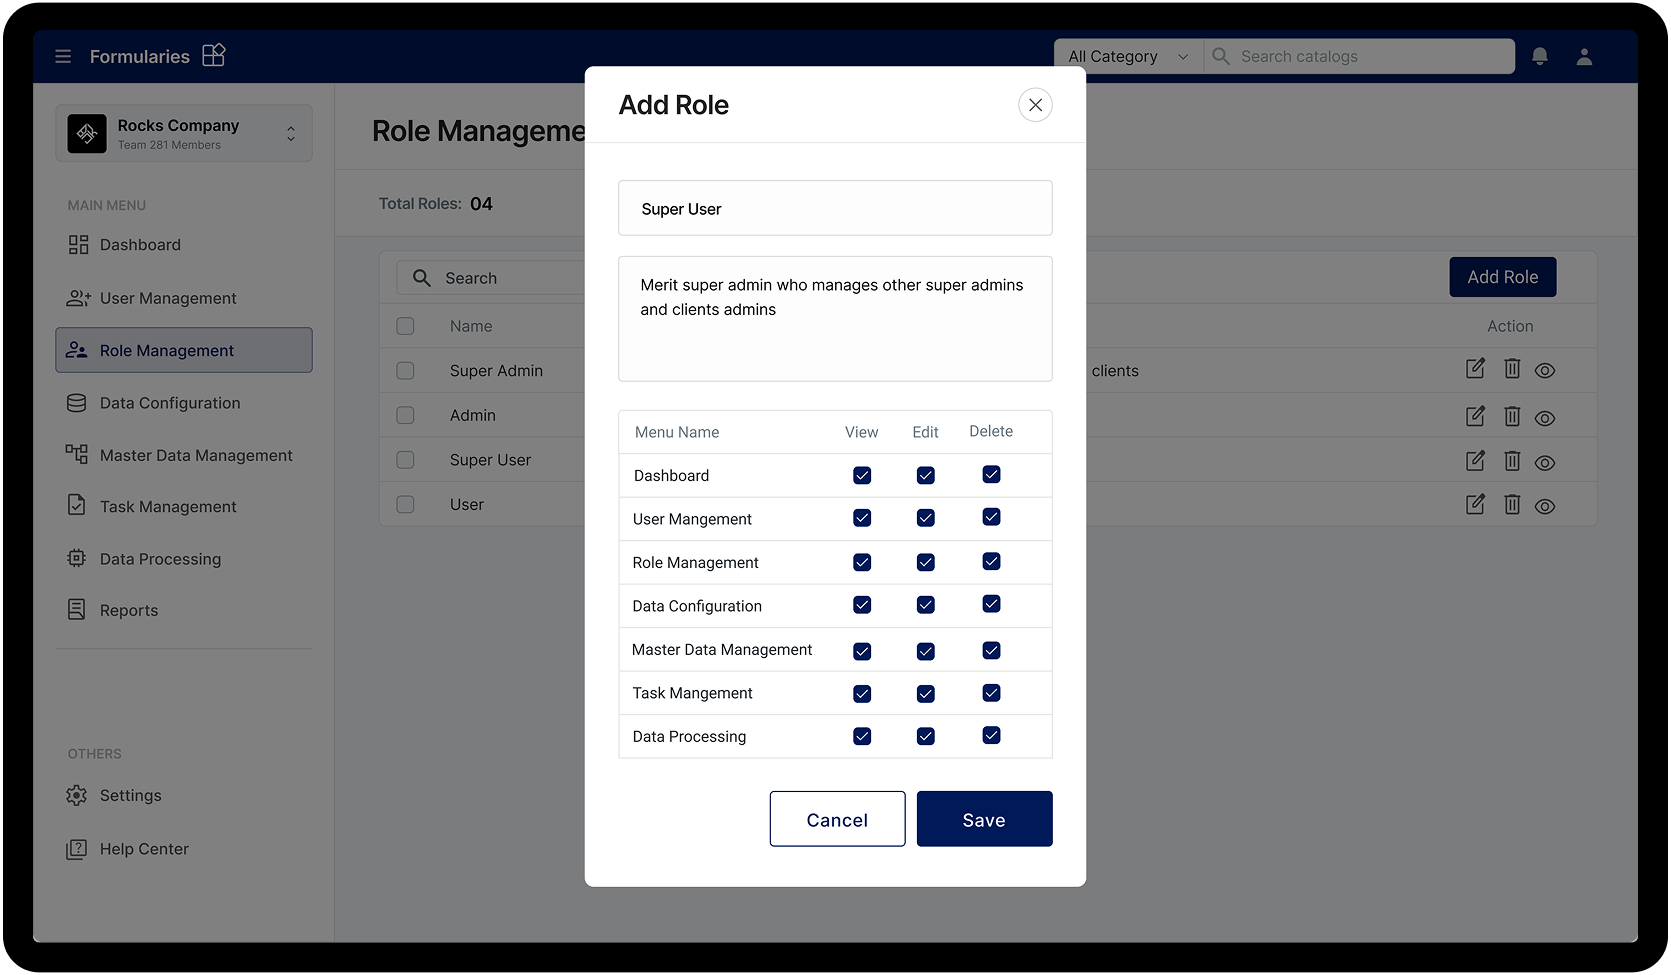 Formularies
All Category
Search catalogs
Rocks Company
Team 281 Members
MAIN MENU
Dashboard
User Management
Role Management
Data Configuration
Master Data Management
Task Management
Data Processing
Reports
OTHERS
Settings
Help Center
Role Manageme
Total Roles: 04
Search
Add Role
Name
Action
Super Admin
clients
Admin
Super User
User
Add Role
Super User
Merit super admin who manages other super admins
and clients admins
Menu Name View Edit Delete
Dashboard
User Mangement
Role Management
Data Configuration
Master Data Management
Task Mangement
Data Processing
Cancel
Save